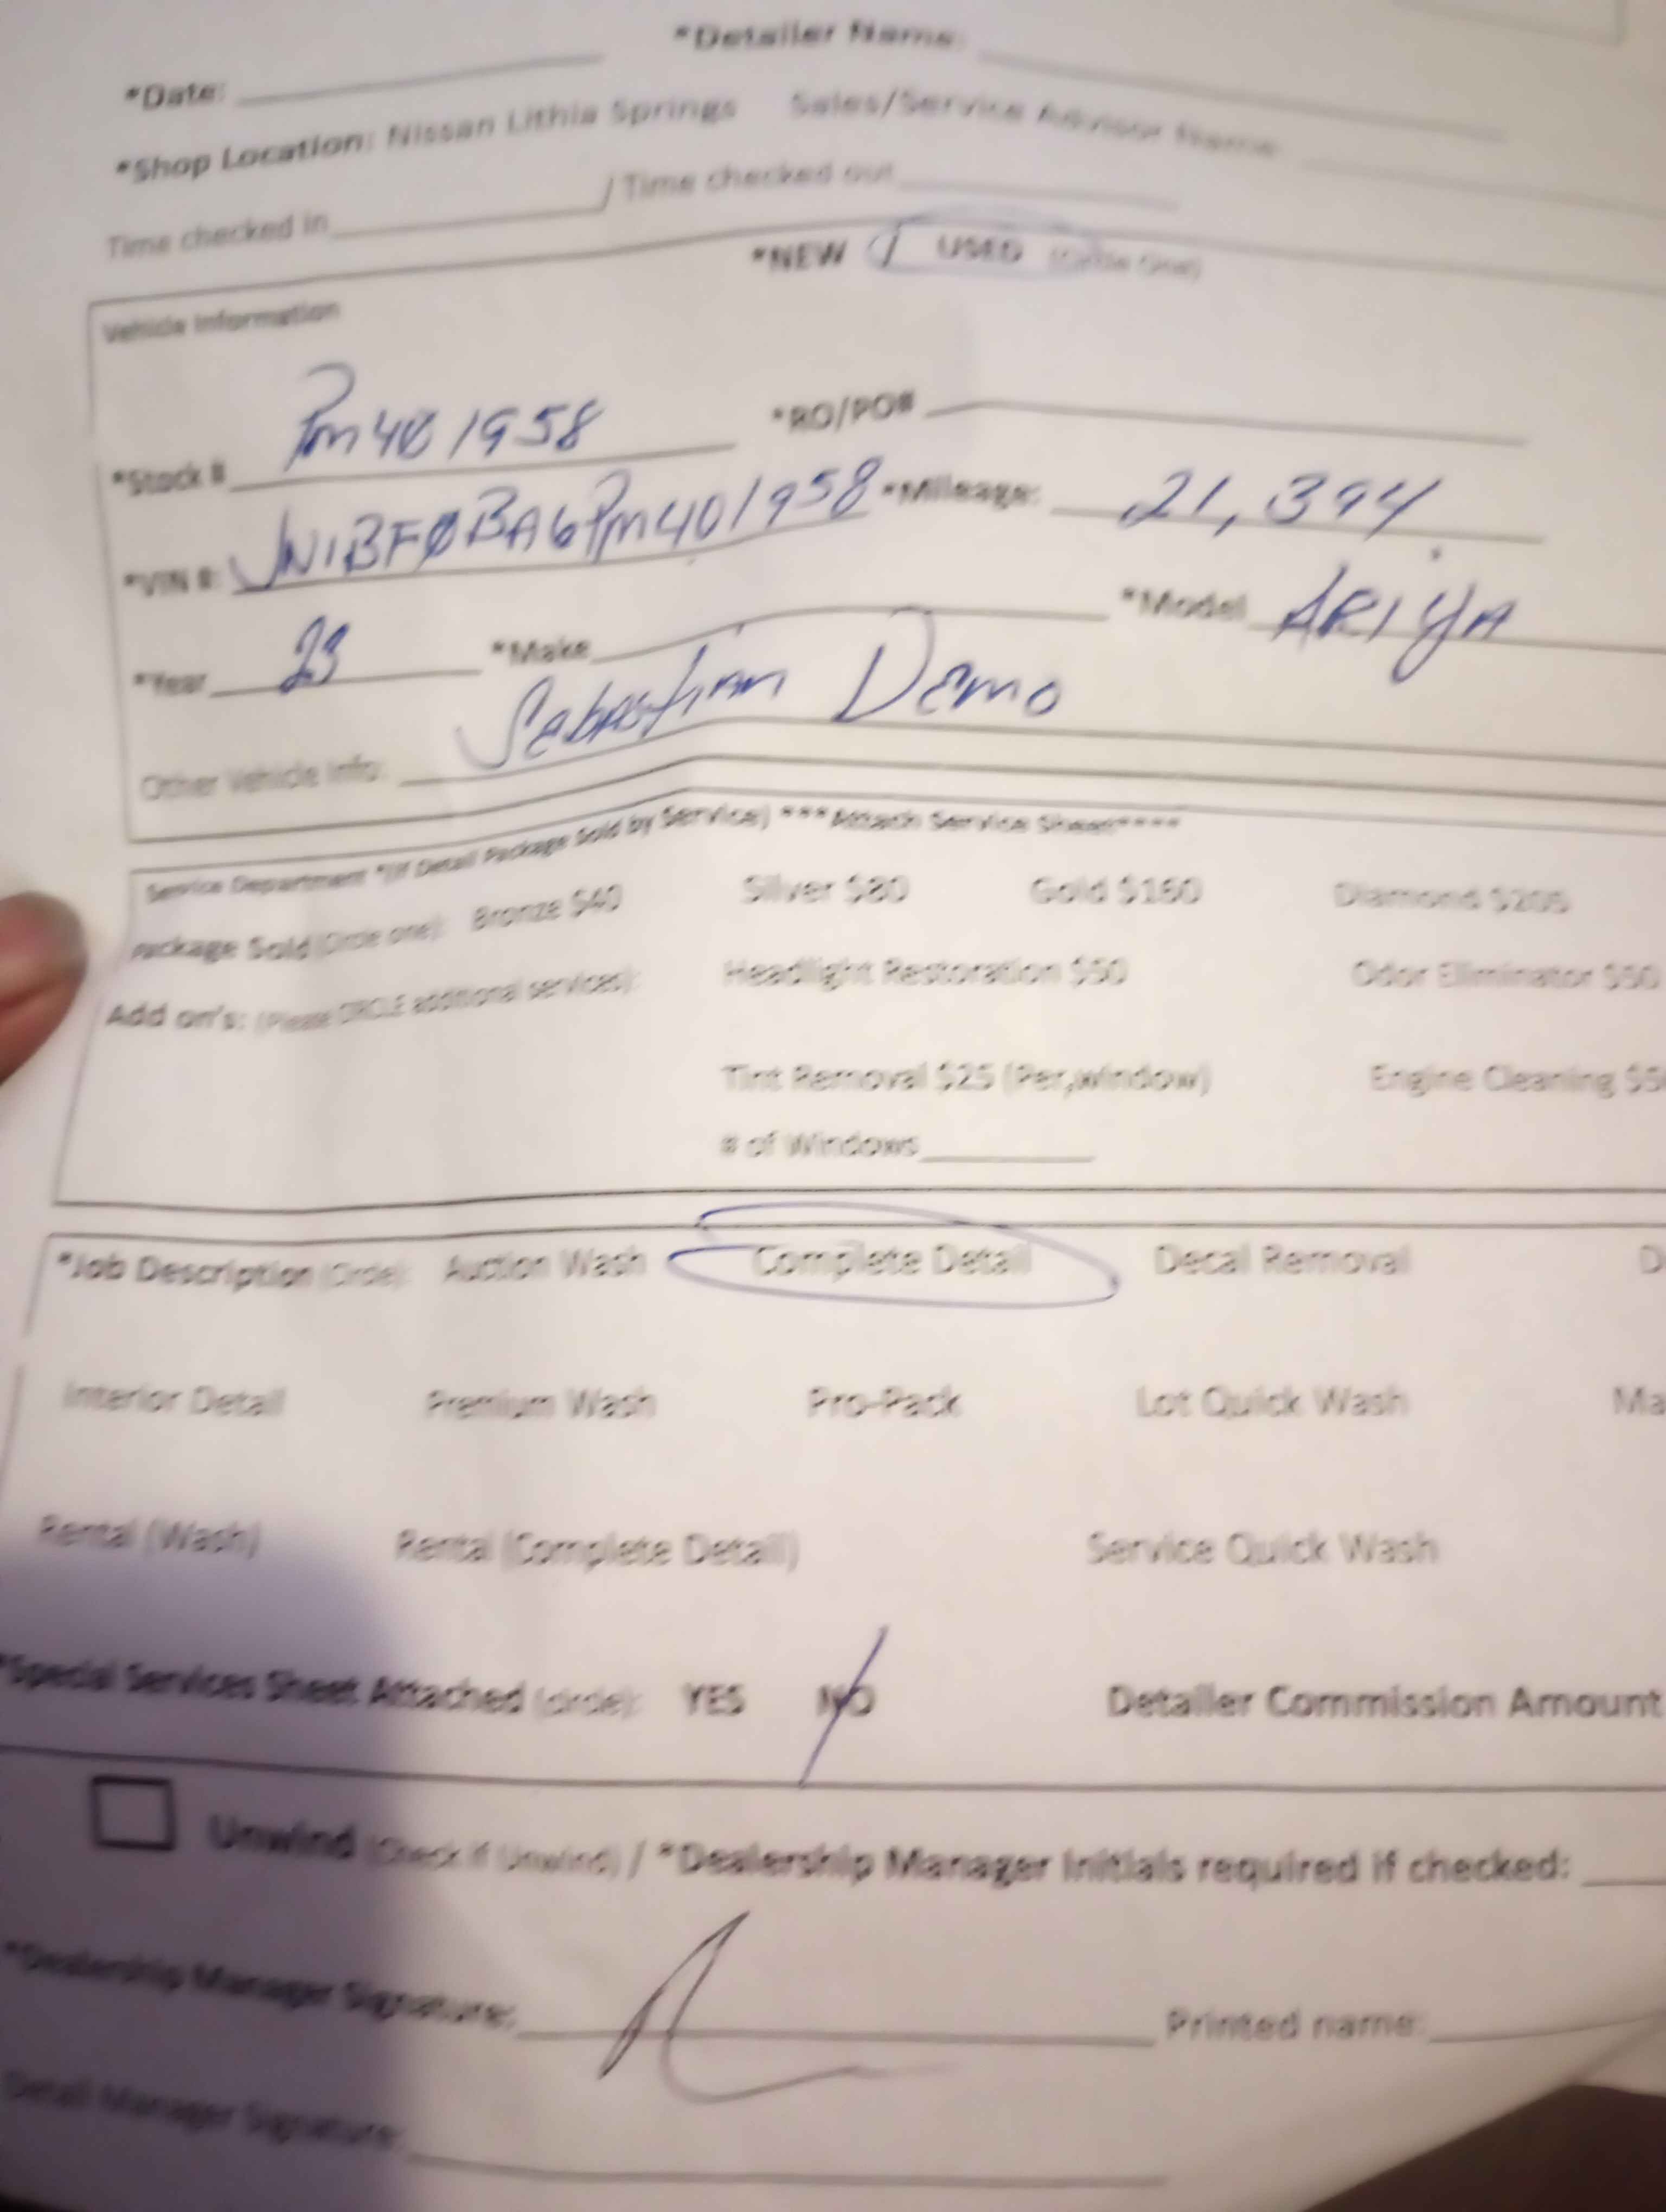 *Detailer Name:
*Date:
*Shop Location: Nissan Lithia Springs Sales/Service Advisor Name:
Time checked in / Time checked out
*NEW / USED (Circle One)
Vehicle Information
*Stock # Pm401958 *RO/PO#
*VIN #: JN1BF0BA6Pm401958 *Mileage: 21,394
*Year 23 *Make *Model ARIYA
Other Vehicle Info: Sebastian Demo
Service Department *(If Detail Package Sold by Service) ***Attach Service Sheet****
Package Sold (Circle one): Bronze $40 Silver $80 Gold $160 Diamond
Add on's: (Please CIRCLE additional services): Headlight Restoration $50 Odor Eliminator $50
Tint Removal $25 (Per,window) Engine Cleaning
# of Windows
*Job Description (Circle) Auction Wash Complete Detail Decal Removal D
Interior Detail Premium Wash Pro-Pack Lot Quick Wash Ma
Rental (Wash) Rental (Complete Detail) Service Quick Wash
*Special Services Sheet Attached (circle): YES NO Detailer Commission Amount
Unwind (Check if Unwind) / *Dealership Manager Initials required if checked:
*Dealership Manager Signature: Printed name:
Detail Manager Signature: